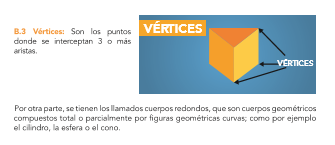 B.3 Vértices: Son los puntos
donde se interceptan 3 o más
aristas.
VÉRTICES
VÉRTICES
Por otra parte, se tienen los llamados cuerpos redondos, que son cuerpos geométricos
compuestos total o parcialmente por figuras geométricas curvas; como por ejemplo
el cilindro, la esfera o el cono.